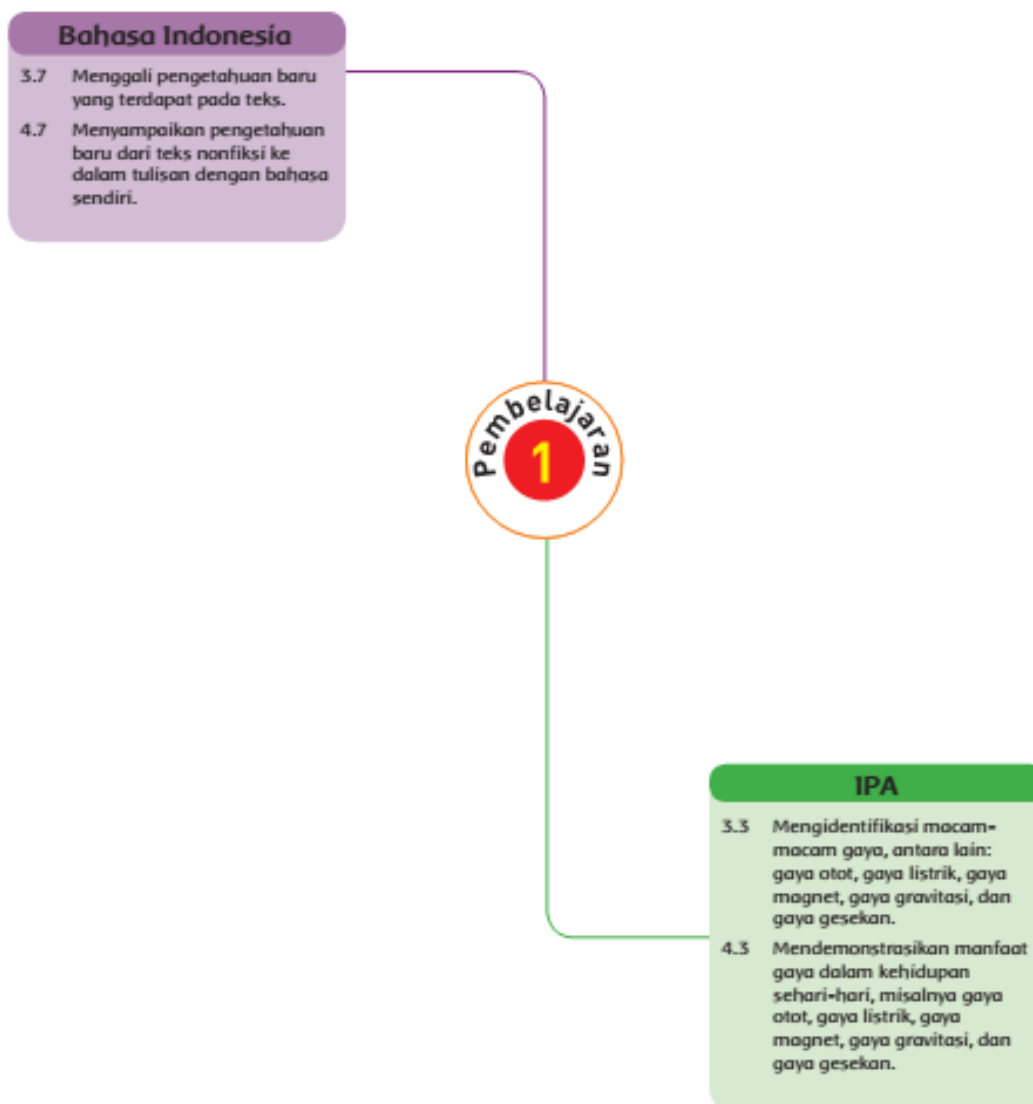 Bahasa Indonesia
3.7 Menggali pengetahuan baru
yang terdapat pada teks.
4.7 Menyampaikan pengetahuan
baru dari teks nonfiksi ke
dalam tulisan dengan bahasa
sendiri.
Pembelajaran
1
IPA
3.3 Mengidentifikasi macam-
macam gaya, antara lain:
gaya otot, gaya listrik, gaya
magnet, gaya gravitasi, dan
gaya gesekan.
4.3 Mendemonstrasikan manfaat
gaya dalam kehidupan
sehari-hari, misalnya gaya
otot, gaya listrik, gaya
magnet, gaya gravitasi, dan
gaya gesekan.